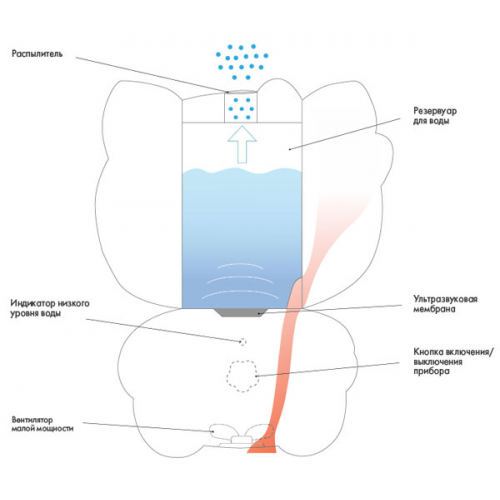 Распылитель
Резервуар
для воды
Индикатор низкого
уровня воды
Ультразвуковая
мембрана
Кнопка включения/
выключения
прибора
Вентилятор
малой мощности